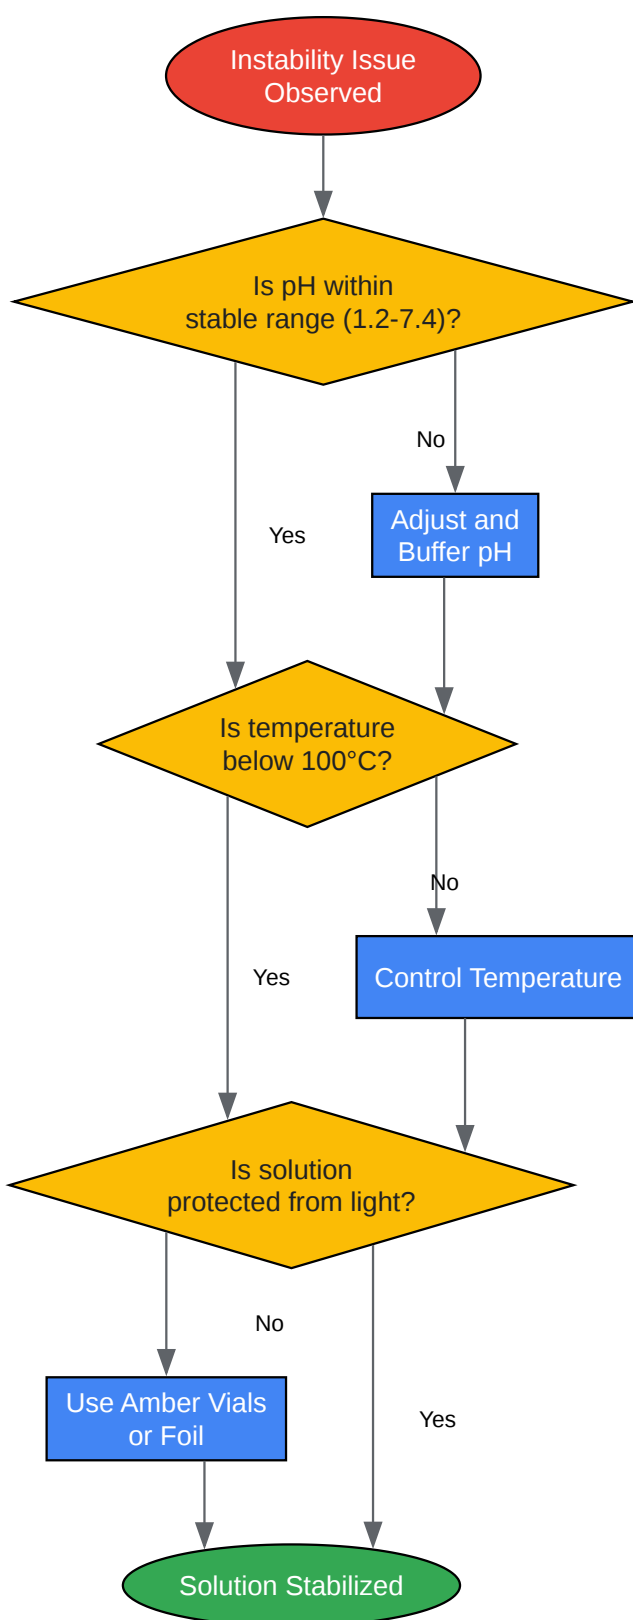 Instability Issue
Observed
Is pH within
stable range (1.2-7.4)?
No
Adjust and
Buffer pH
Yes
Is temperature
below 100°C?
No
Control Temperature
Yes
Is solution
protected from light?
No
Use Amber Vials
or Foil
Yes
Solution Stabilized